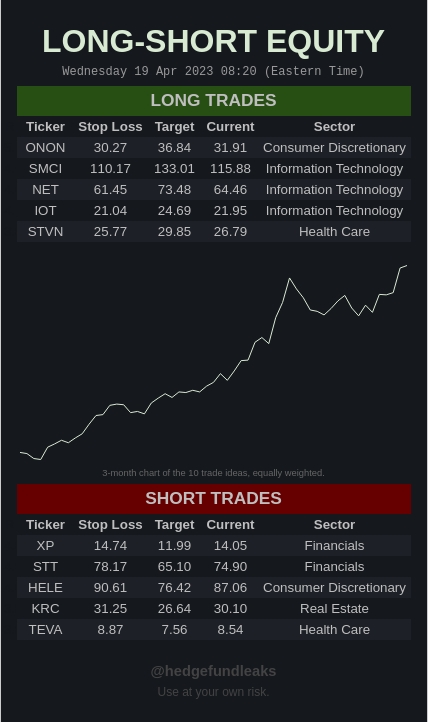 LONG-SHORT EQUITY
Wednesday 19 Apr 2023 08:20 (Eastern Time)
LONG TRADES
Ticker Stop Loss Target Current Sector
ONON 30.27 36.84 31.91 Consumer Discretionary
SMCI 110.17 133.01 115.88 Information Technology
NET 61.45 73.48 64.46 Information Technology
IOT 21.04 24.69 21.95 Information Technology
STVN 25.77 29.85 26.79 Health Care
3-month chart of the 10 trade ideas, equally weighted.
SHORT TRADES
Ticker Stop Loss Target Current Sector
XP 14.74 11.99 14.05 Financials
STT 78.17 65.10 74.90 Financials
HELE 90.61 76.42 87.06 Consumer Discretionary
KRC 31.25 26.64 30.10 Real Estate
TEVA 8.87 7.56 8.54 Health Care
@hedgefundleaks
Use at your own risk.